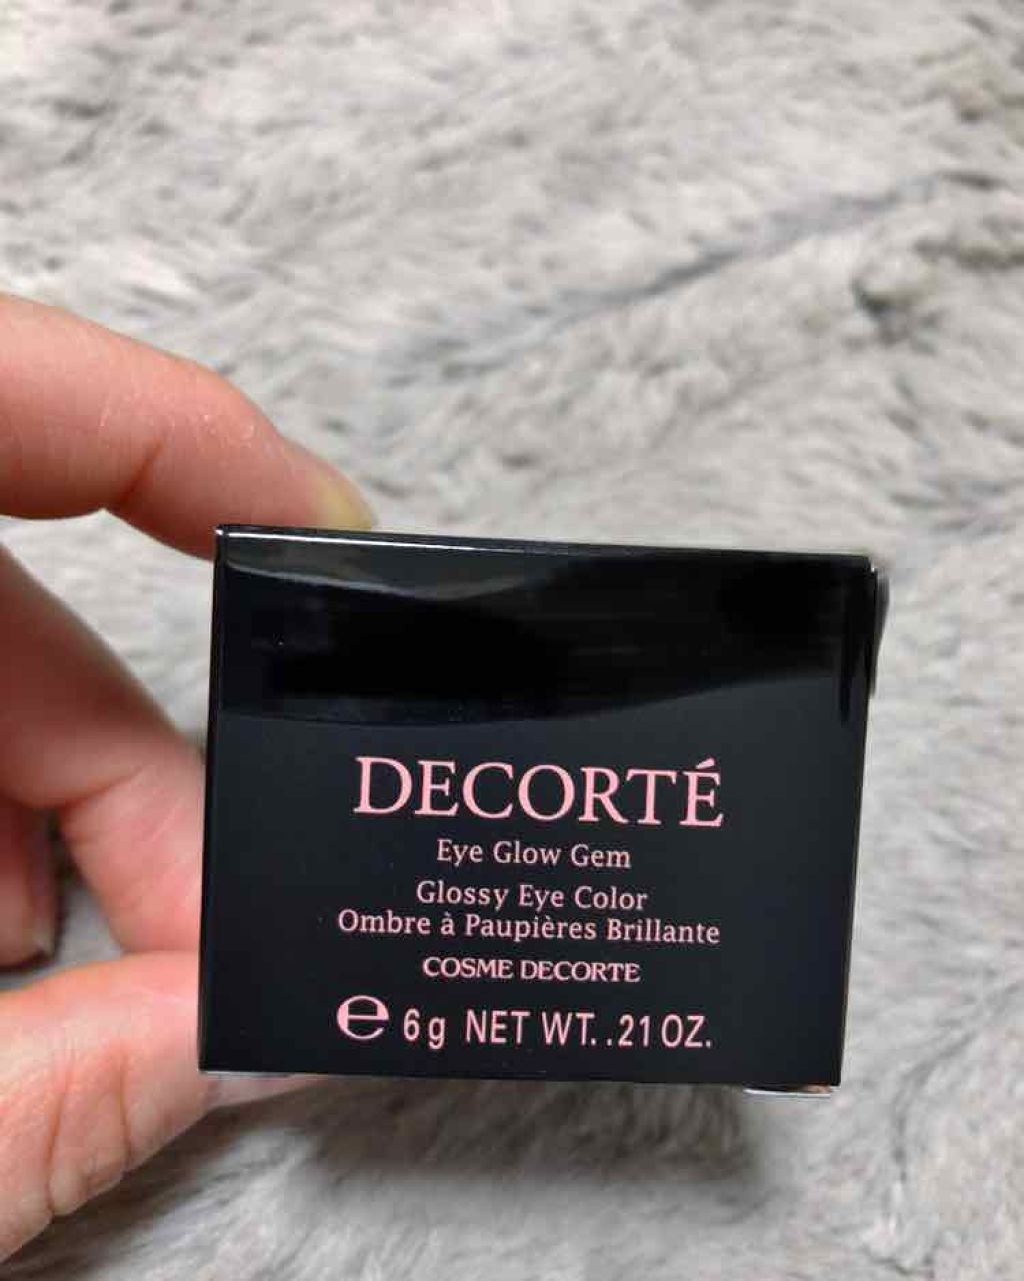 DECORTÉ
Eye Glow Gem
Glossy Eye Color
Ombre à Paupières Brillante
COSME DECORTE
℮ 6g NET WT. .21 OZ.